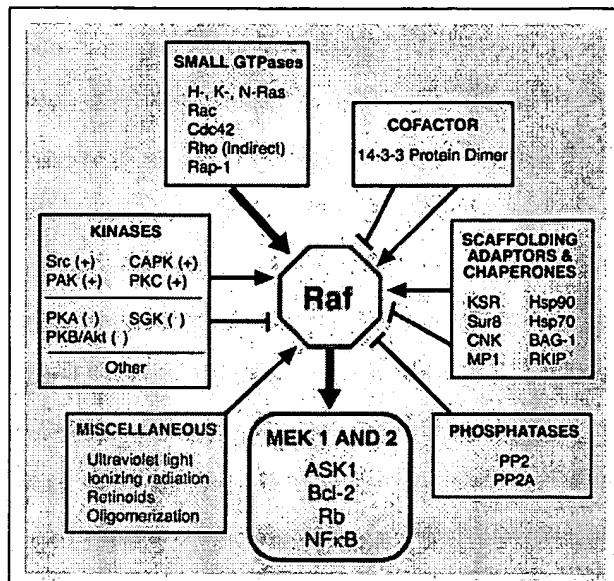 SMALL GTPases
H-, K-, N-Ras
Rac
Cdc42
Rho (Indirect)
Rap-1
COFACTOR
14-3-3 Protein Dimer
KINASES
Src (+) CAPK (+)
PAK (+) PKC (+)
PKA (-) SGK ( )
PKB/Akt ( )
Other
Raf
SCAFFOLDING
ADAPTORS &
CHAPERONES
KSR Hsp90
Sur8 Hsp70
CNK BAG-1
MP1 RKIP
MISCELLANEOUS
Ultraviolet light
Ionizing radiation
Retinoids
Oligomerization
MEK 1 AND 2
ASK1
Bcl-2
Rb
NFκB
PHOSPHATASES
PP2
PP2A